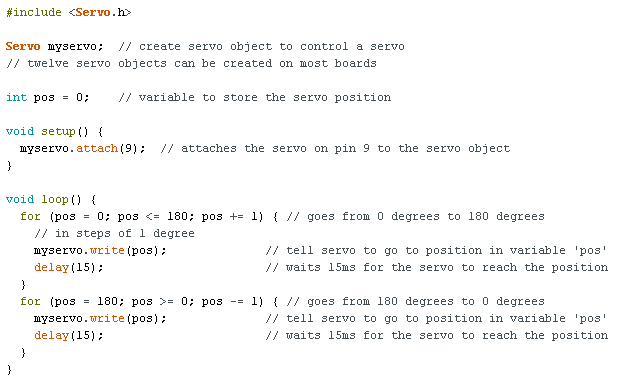 #include <Servo.h>

Servo myservo;  // create servo object to control a servo
// twelve servo objects can be created on most boards

int pos = 0;    // variable to store the servo position

void setup() {
  myservo.attach(9);  // attaches the servo on pin 9 to the servo object
}

void loop() {
  for (pos = 0; pos <= 180; pos += 1) { // goes from 0 degrees to 180 degrees
    // in steps of 1 degree
    myservo.write(pos);              // tell servo to go to position in variable 'pos'
    delay(15);                       // waits 15ms for the servo to reach the position
  }
  for (pos = 180; pos >= 0; pos -= 1) { // goes from 180 degrees to 0 degrees
    myservo.write(pos);              // tell servo to go to position in variable 'pos'
    delay(15);                       // waits 15ms for the servo to reach the position
  }
}